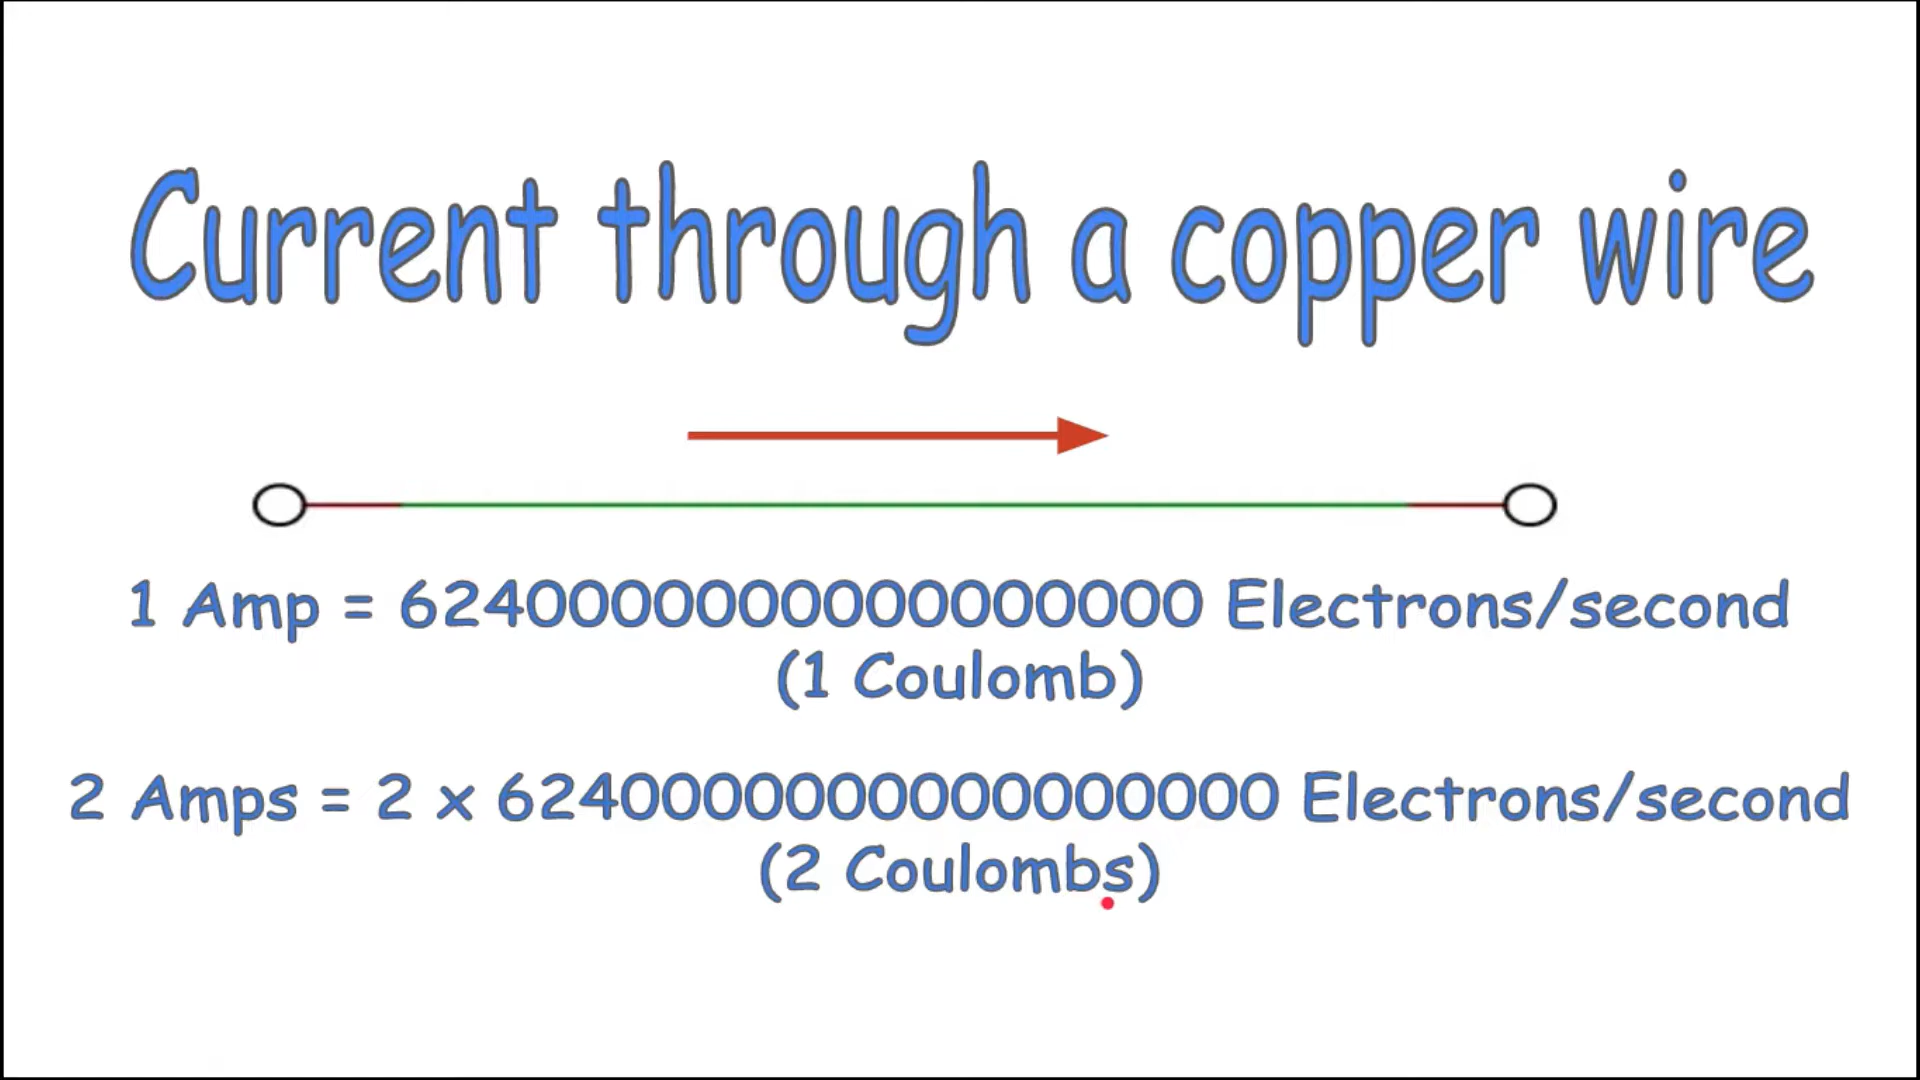 Current through a copper wire
1 Amp = 6240000000000000000 Electrons/second
(1 Coulomb)
2 Amps = 2 x 6240000000000000000 Electrons/second
(2 Coulombs)